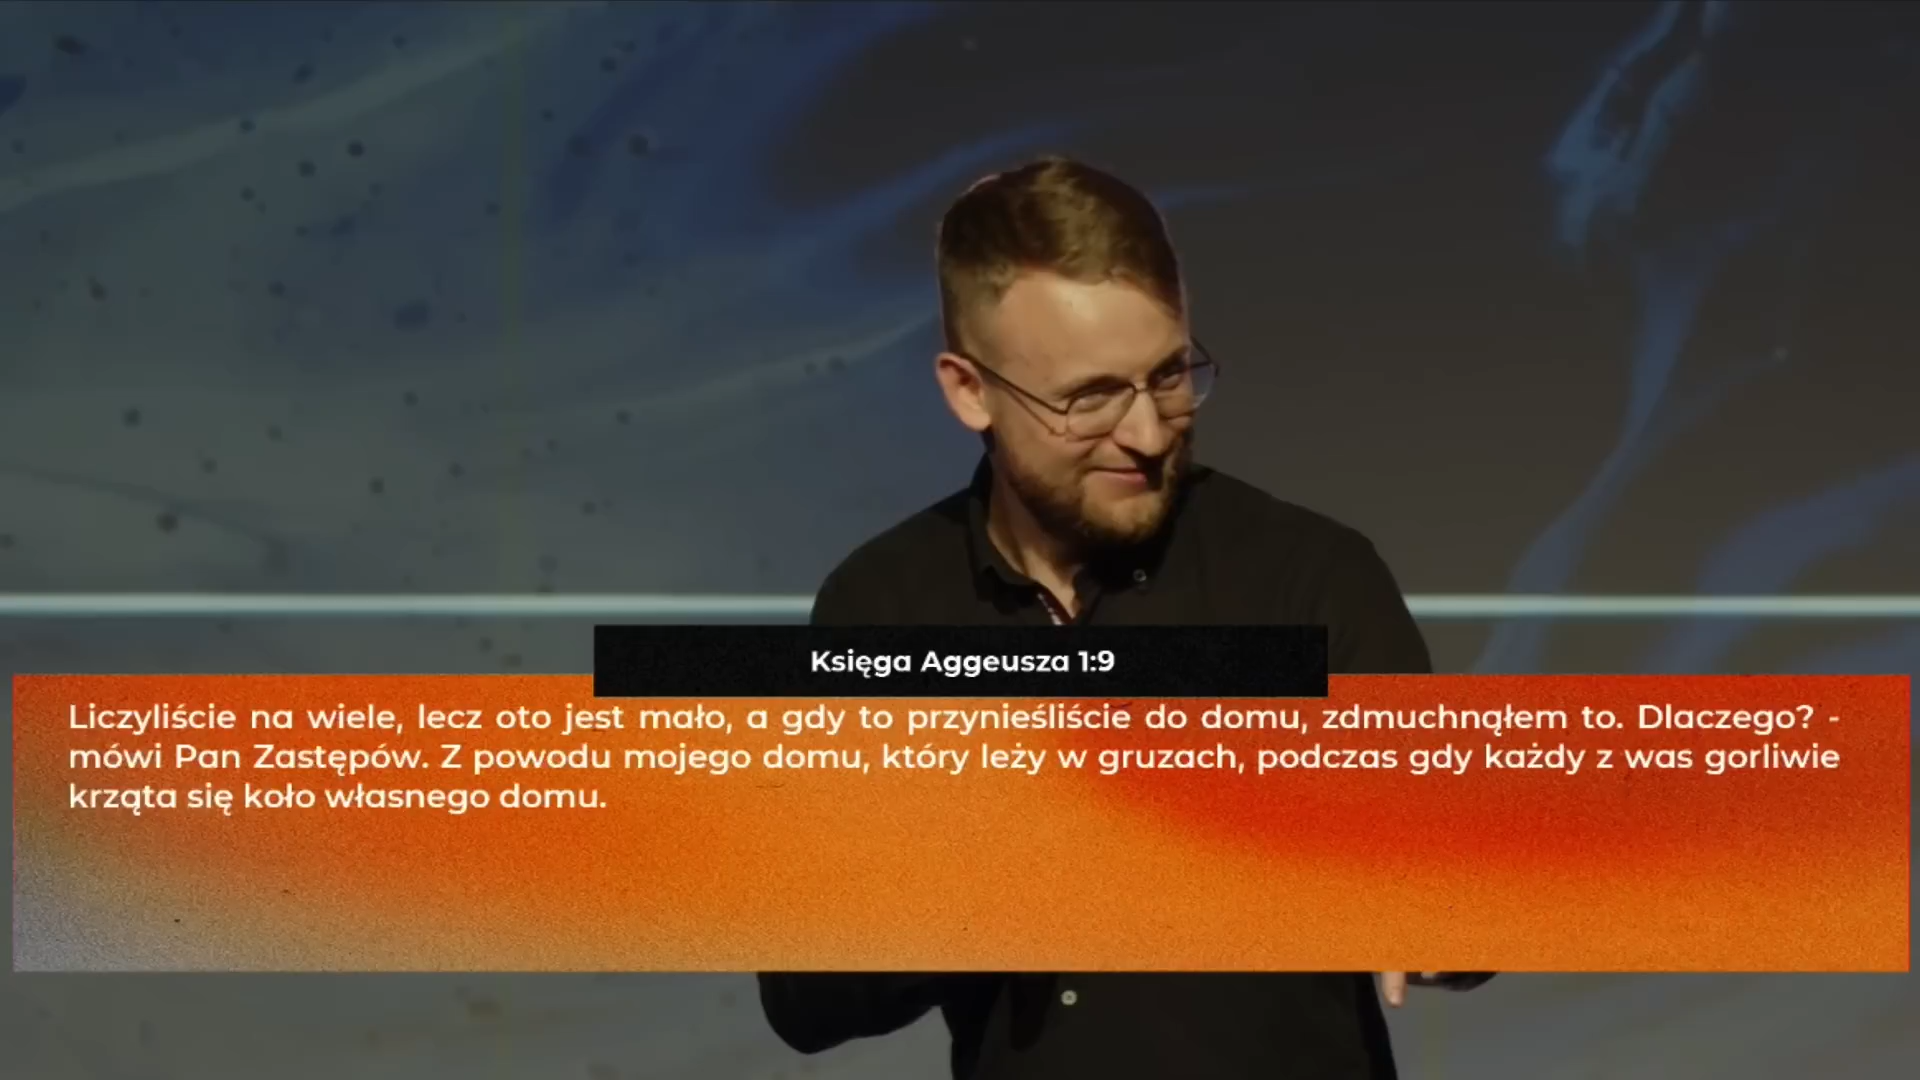 Księga Aggeusza 1:9
Liczyliście na wiele, lecz oto jest mało, a gdy to przynieśliście do domu, zdmuchnąłem to. Dlaczego? -
mówi Pan Zastępów. Z powodu mojego domu, który leży w gruzach, podczas gdy każdy z was gorliwie
krząta się koło własnego domu.